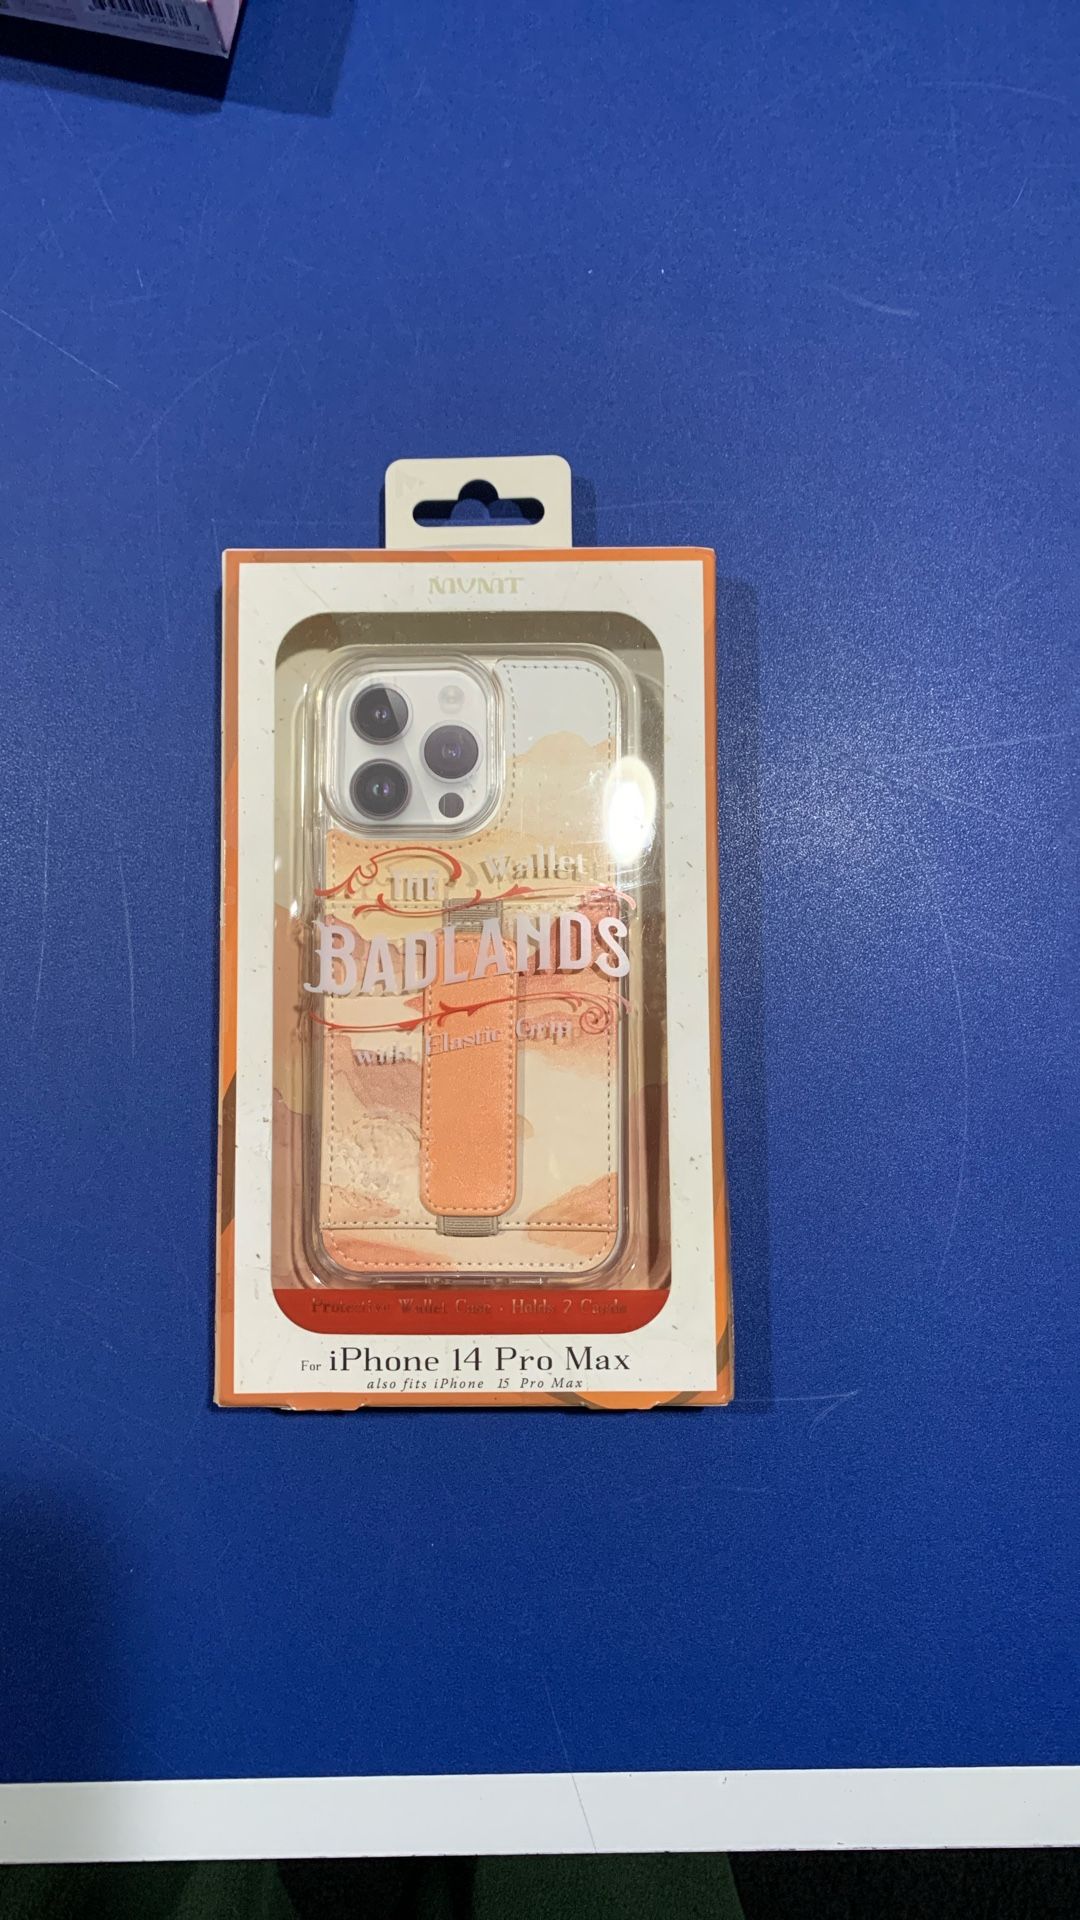 MVMT
THE Wallet
BADLANDS
with Elastic Grip
Protective Wallet Case • Holds 2 Cards
For iPhone 14 Pro Max
also fits iPhone 15 Pro Max